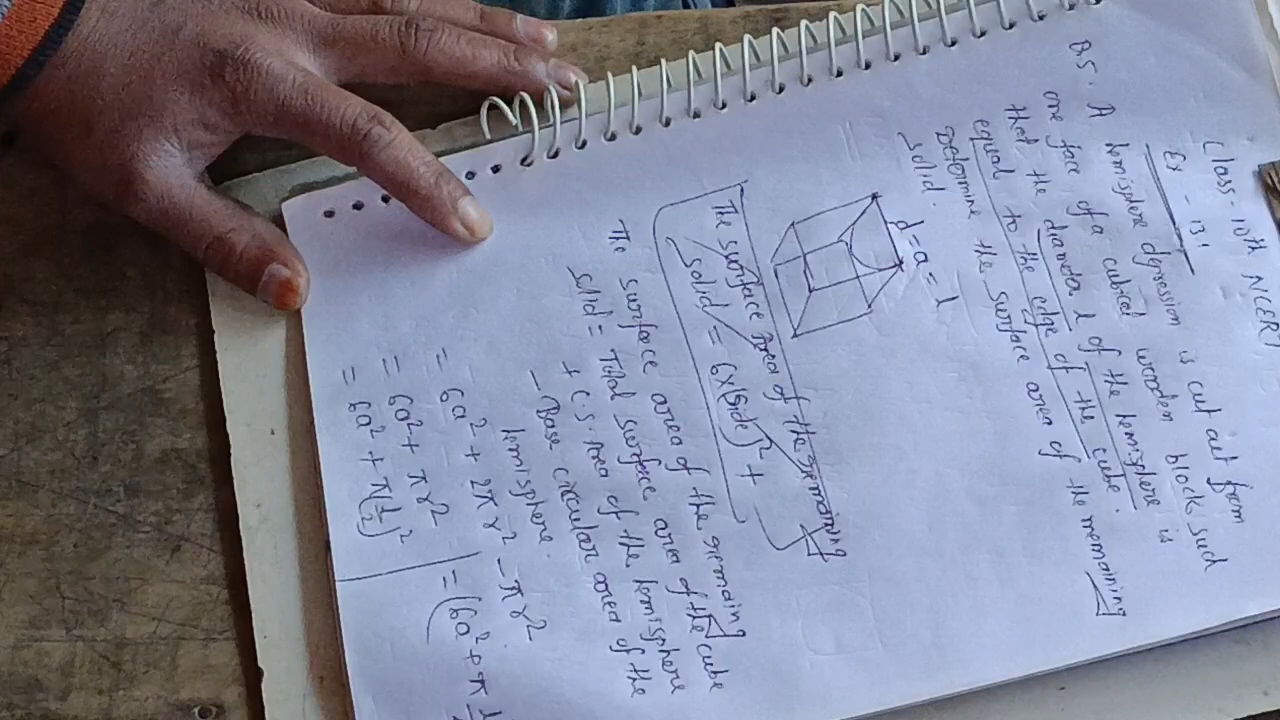 Class - 10th NCERT
Ex - 13.1
Q.5. A hemisphere depression is cut out from
one face of a cubical wooden block such
that the diameter l of the hemisphere is
equal to the edge of the cube.
Determine the surface area of the remaining
solid.
d = a = l
The surface area of the remaining
solid = 6×(side)² +
The surface area of the remaining
solid = Total surface area of the cube
+ C.S. Area of the hemisphere
- Base circular area of the
hemisphere.
= 6a² + 2πr² - πr²
= 6a² + πr²
= 6a² + π(l/2)²
= (6a² + π